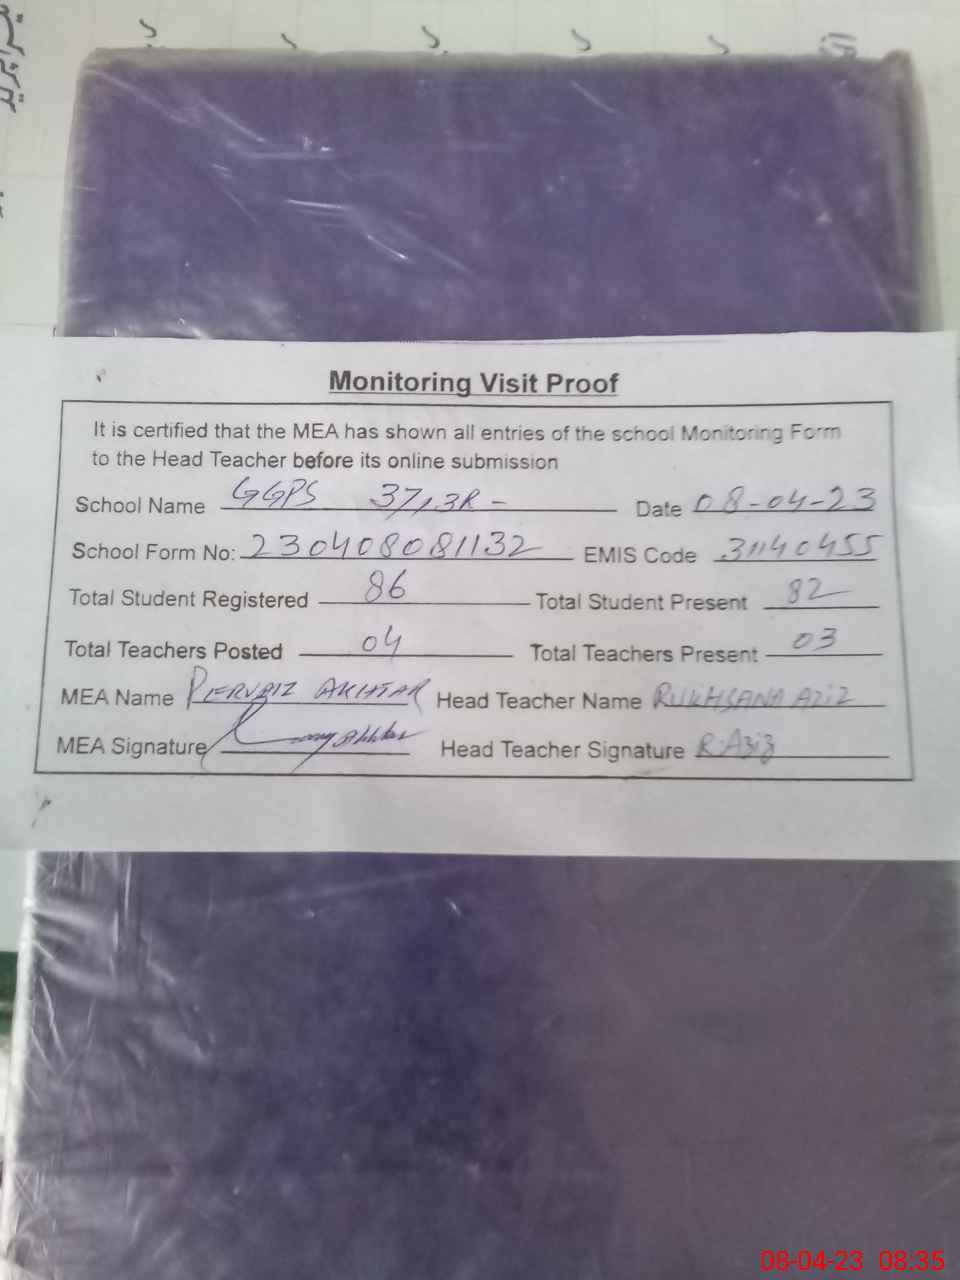 Monitoring Visit Proof
It is certified that the MEA has shown all entries of the school Monitoring Form
to the Head Teacher before its online submission
School Name GGPS 37/3R - Date 08-04-23
School Form No: 230408081132 EMIS Code 31140455
Total Student Registered 86 Total Student Present 82
Total Teachers Posted 04 Total Teachers Present 03
MEA Name PERVAIZ AKHTAR Head Teacher Name RUKHSANA AZIZ
MEA Signature Akhtar Head Teacher Signature R.Aziz
08-04-23 08:35